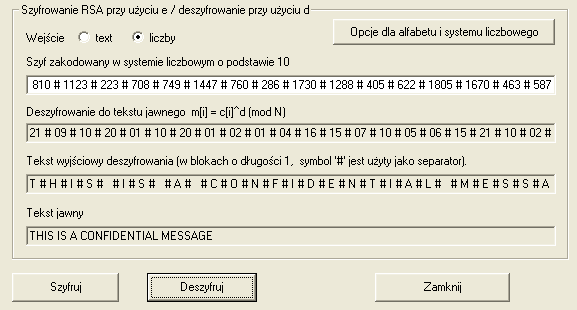 Szyfrowanie RSA przy użyciu e / deszyfrowanie przy użyciu d
Wejście text liczby Opcje dla alfabetu i systemu liczbowego
Szyf zakodowany w systemie liczbowym o podstawie 10
810 # 1123 # 223 # 708 # 749 # 1447 # 760 # 286 # 1730 # 1288 # 405 # 622 # 1805 # 1670 # 463 # 587
Deszyfrowanie do tekstu jawnego m[i] = c[i]^d (mod N)
21 # 09 # 10 # 20 # 01 # 10 # 20 # 01 # 02 # 01 # 04 # 16 # 15 # 07 # 10 # 05 # 06 # 15 # 21 # 10 # 02 #
Tekst wyjściowy deszyfrowania (w blokach o długości 1, symbol '#' jest użyty jako separator).
T # H # I # S # # I # S # # A # # C # O # N # F # I # D # E # N # T # I # A # L # # M # E # S # S # A
Tekst jawny
THIS IS A CONFIDENTIAL MESSAGE
Szyfruj Deszyfruj Zamknij